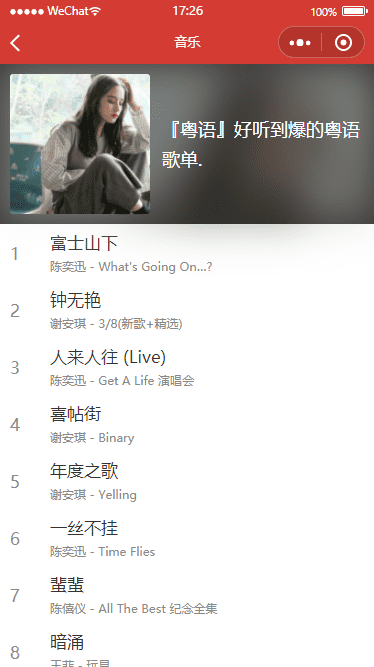 WeChat
17:26
100%
音乐
『粤语』好听到爆的粤语
歌单.
1
富士山下
陈奕迅 - What's Going On...?
2
钟无艳
谢安琪 - 3/8(新歌+精选)
3
人来人往 (Live)
陈奕迅 - Get A Life 演唱会
4
喜帖街
谢安琪 - Binary
5
年度之歌
谢安琪 - Yelling
6
一丝不挂
陈奕迅 - Time Flies
7
蜚蜚
陈僖仪 - All The Best 纪念全集
8
暗涌
王菲 - 玩具